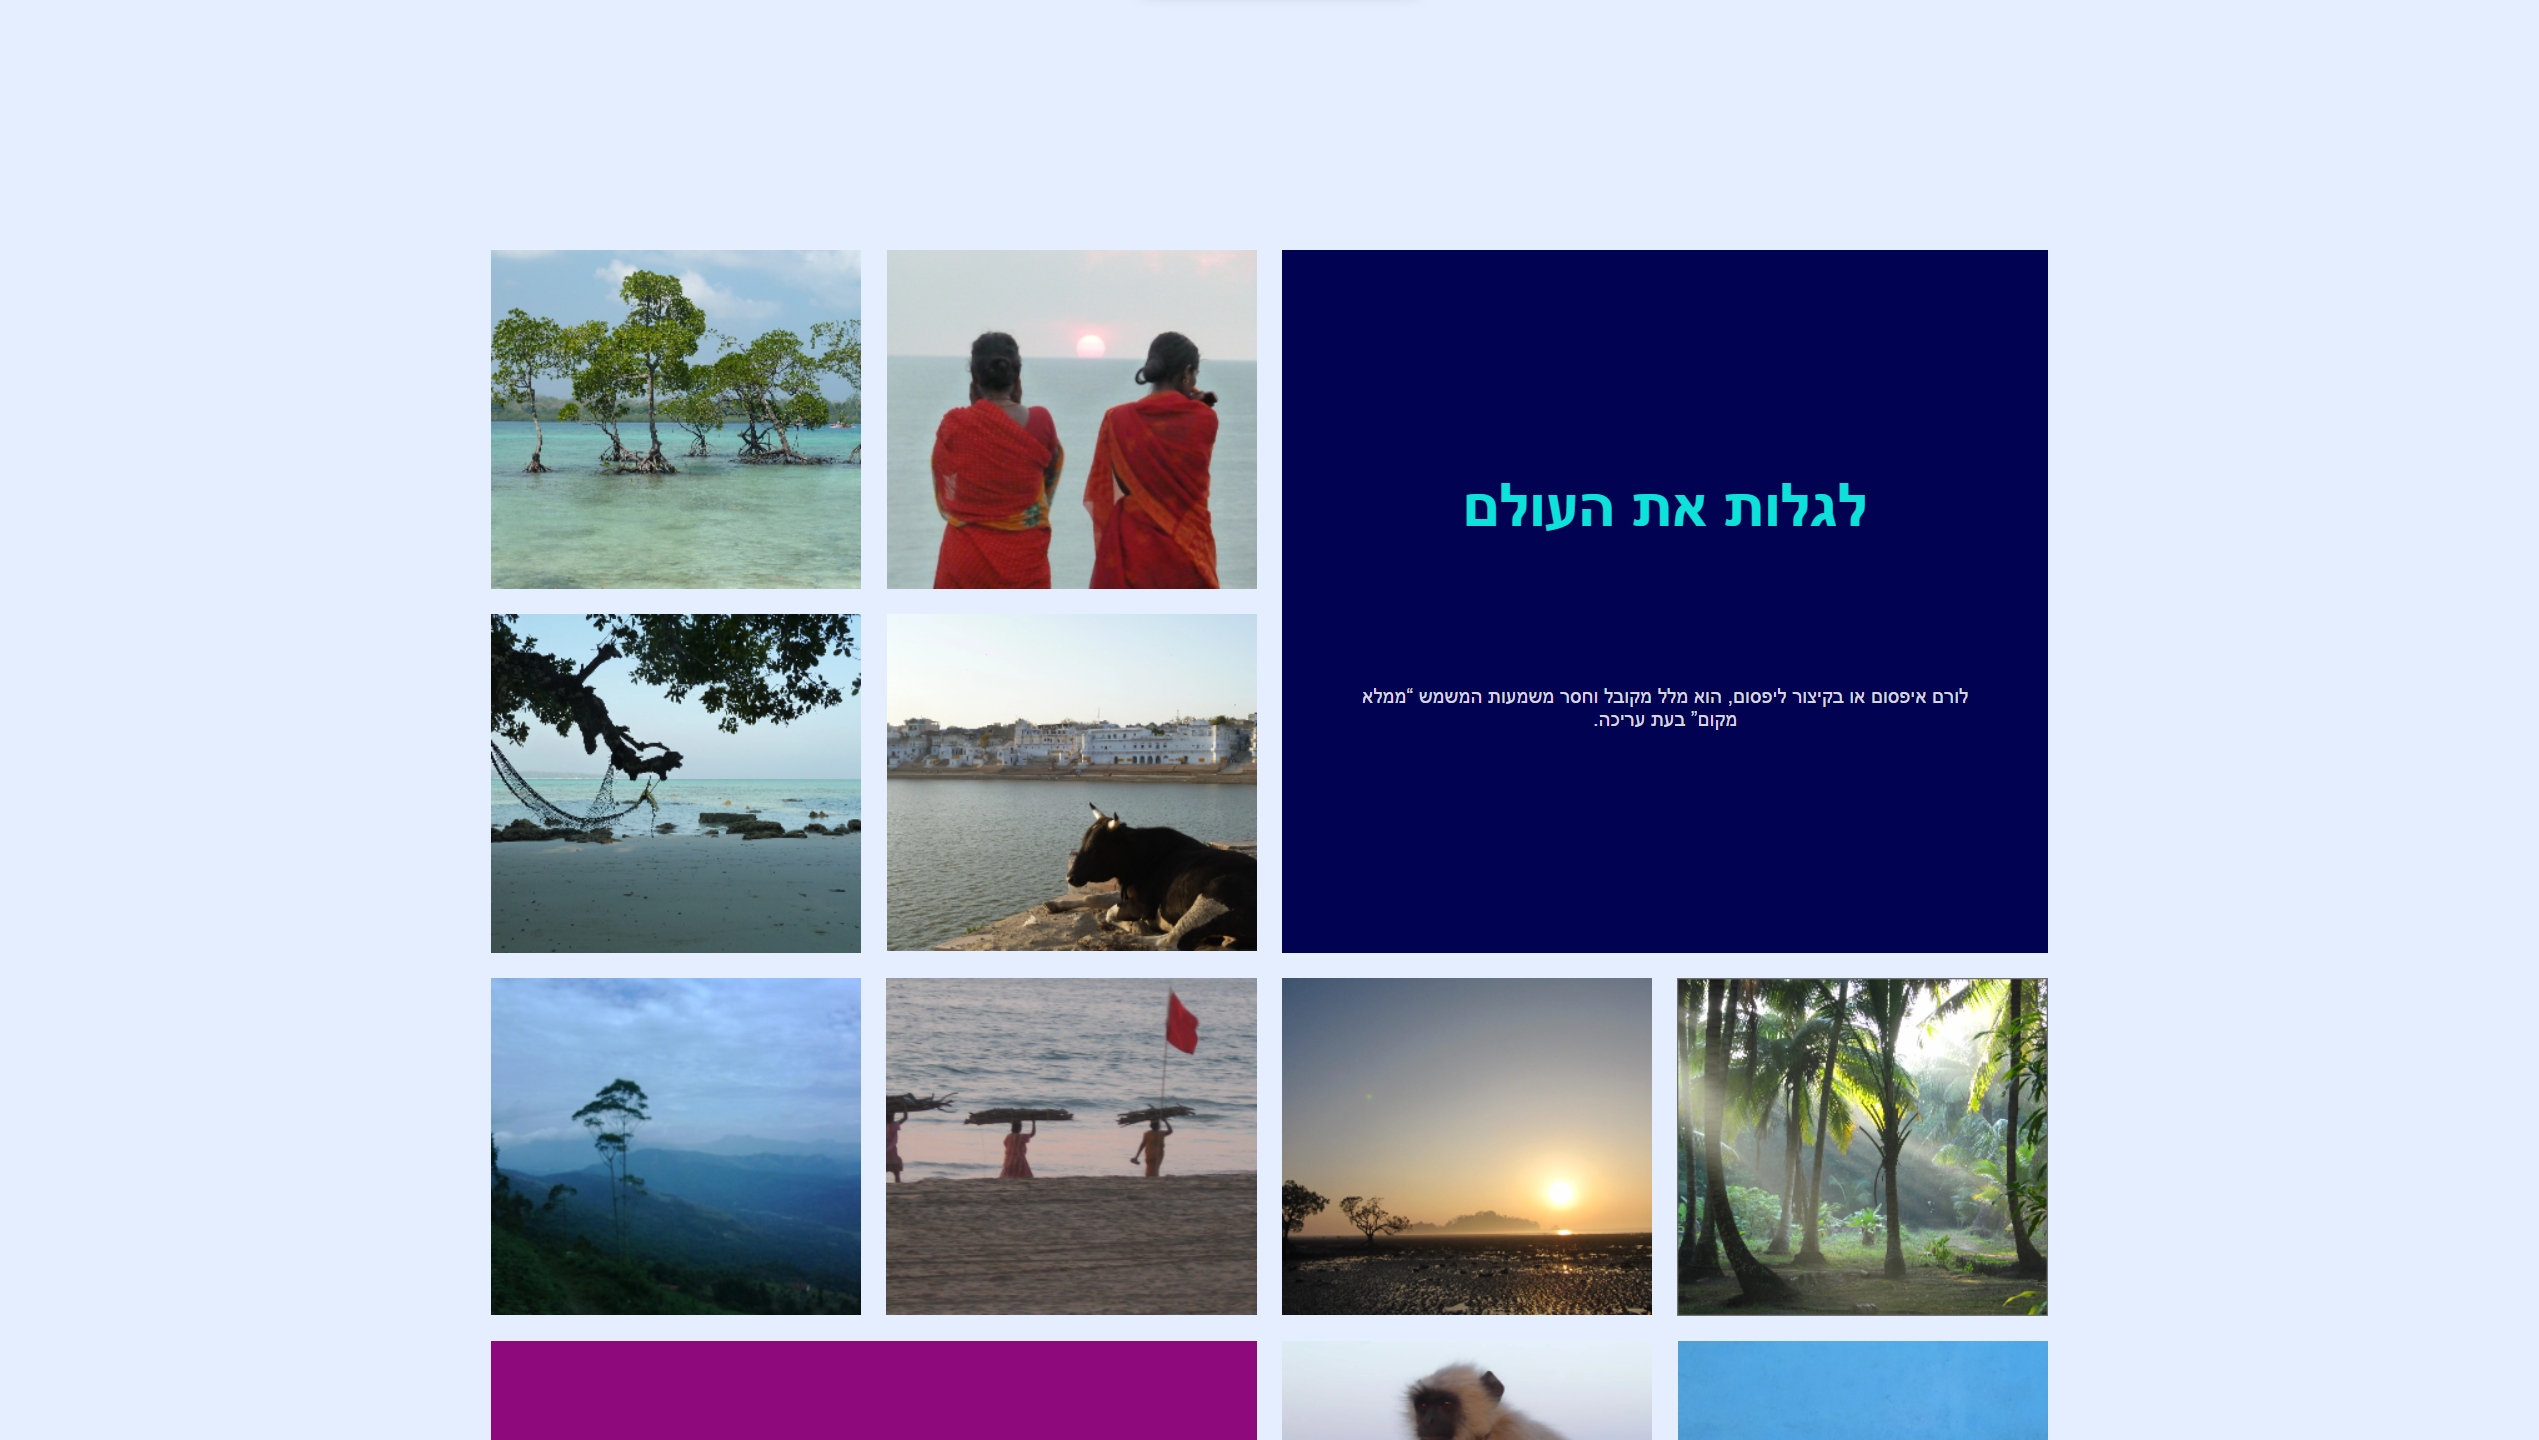 לגלות את העולם
לורם איפסום או בקיצור ליפסום, הוא מלל מקובל וחסר משמעות המשמש “ממלא
מקום” בעת עריכה.